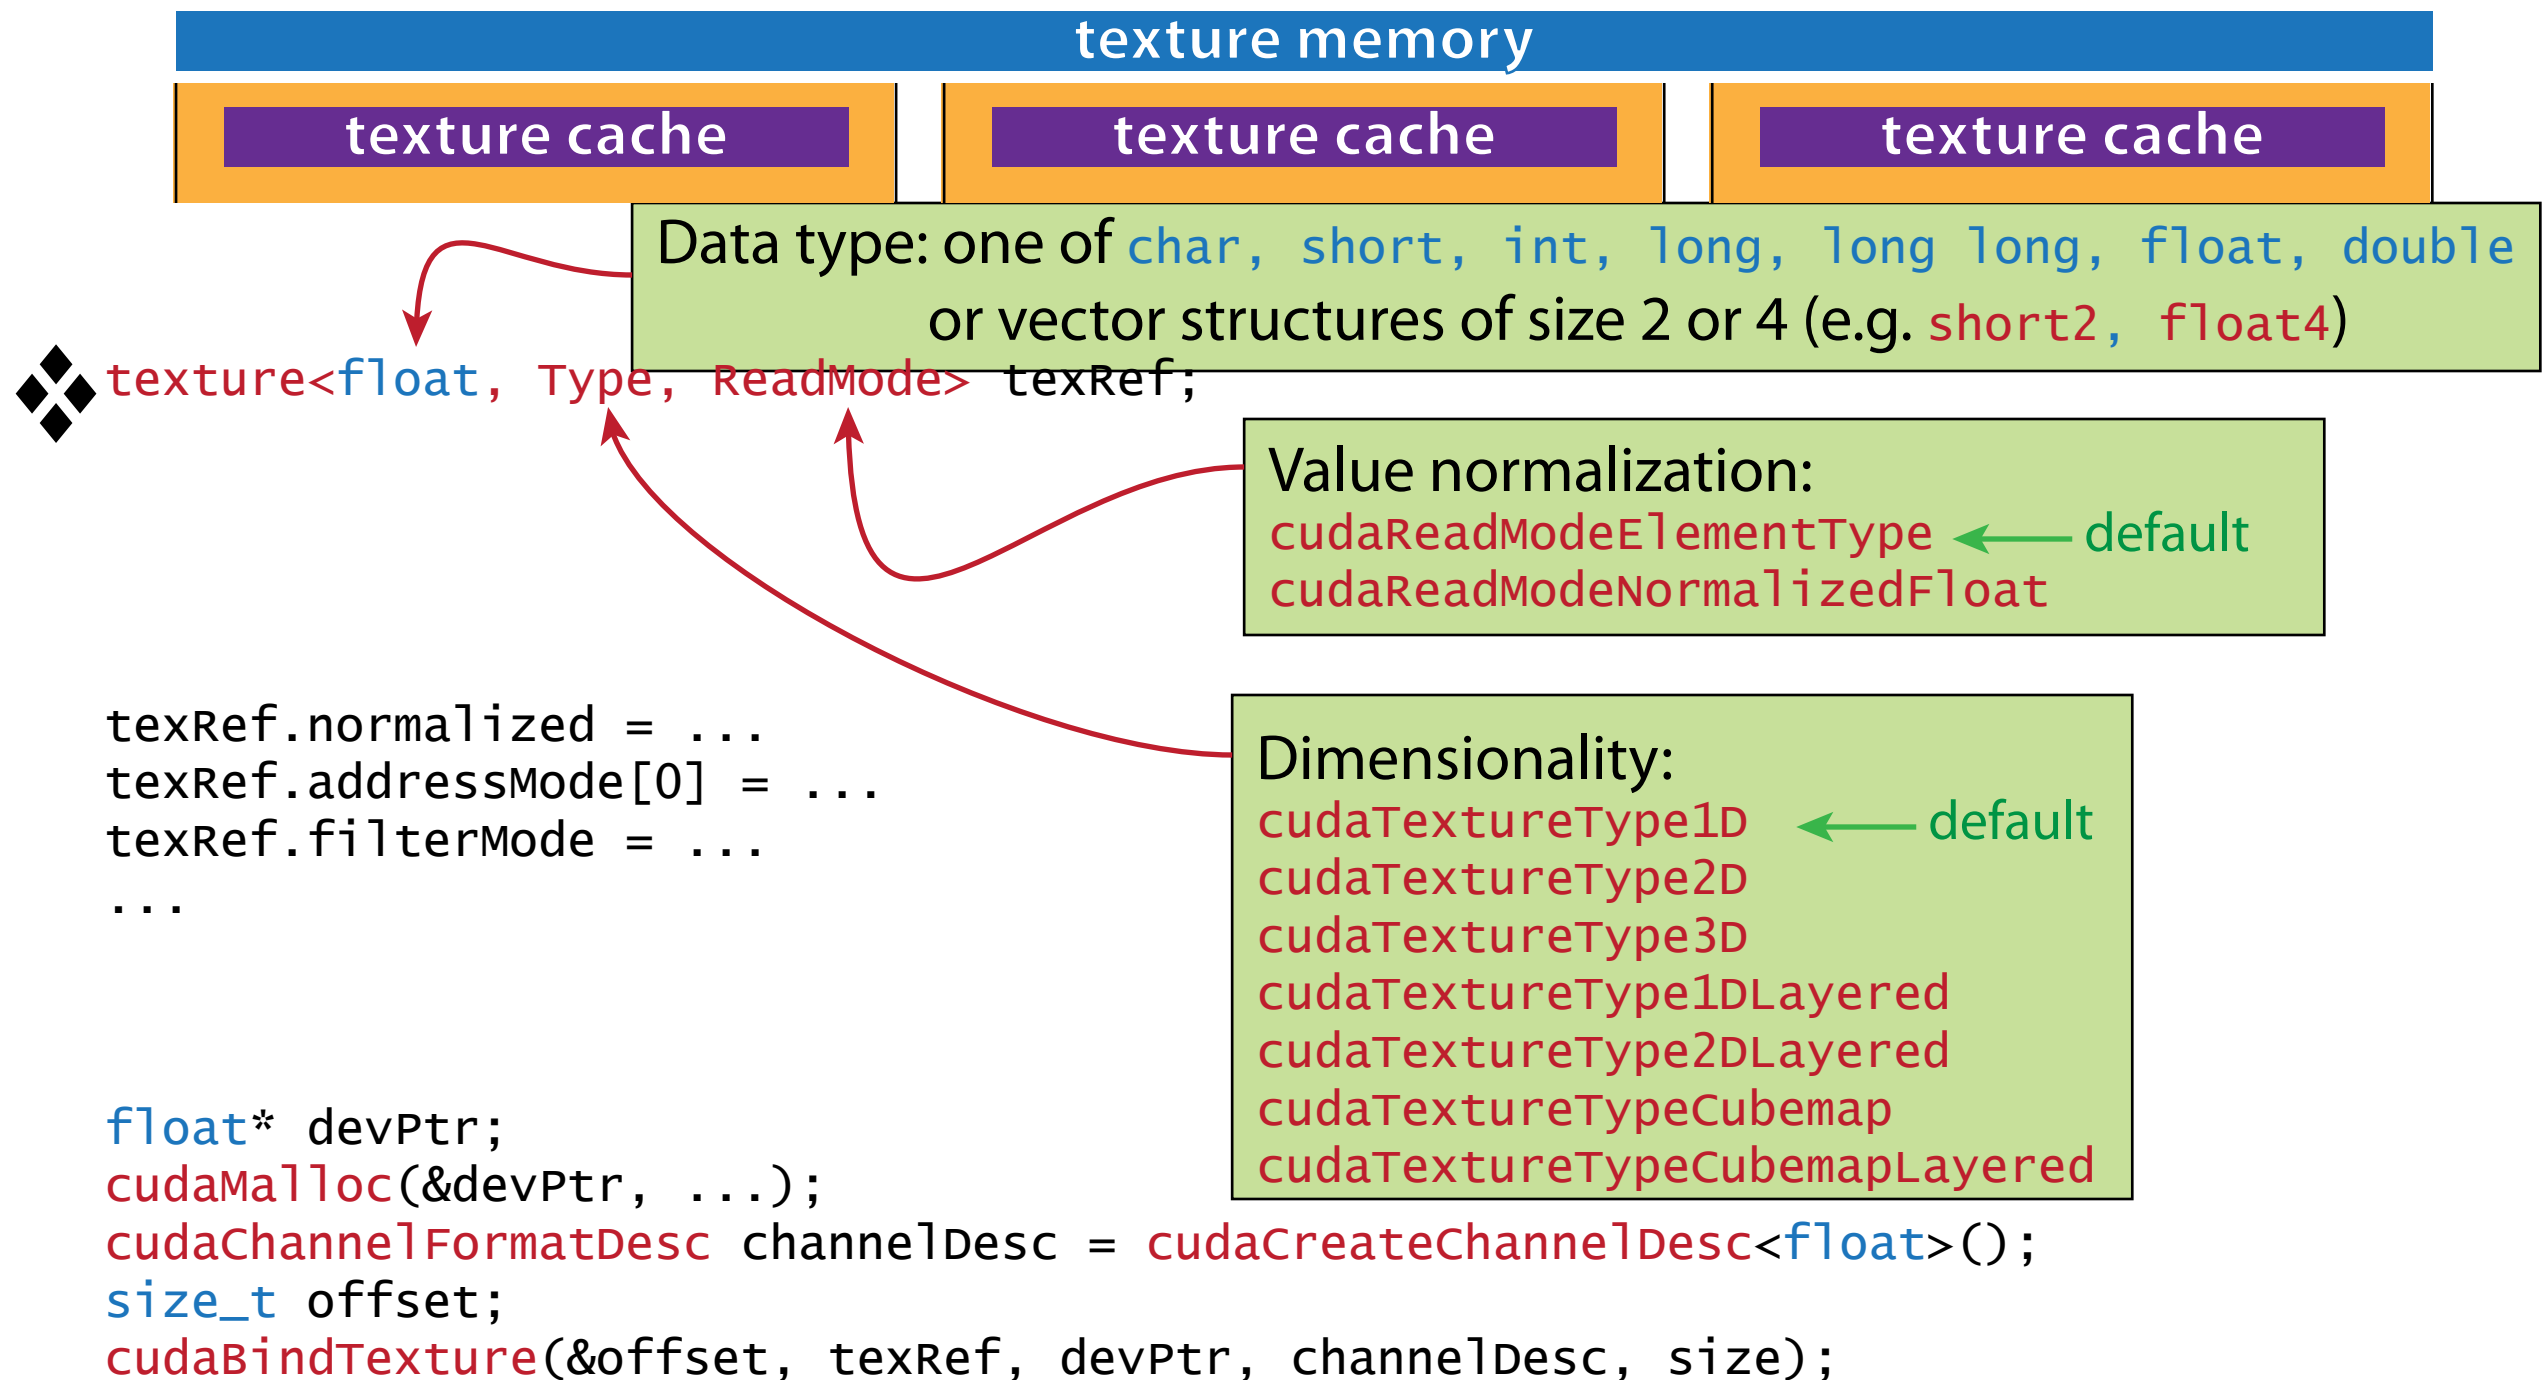 texture memory
texture cache texture cache texture cache
Data type: one of char, short, int, long, long long, float, double
or vector structures of size 2 or 4 (e.g. short2, float4)
texture<float, Type, ReadMode> texRef;
Value normalization:
cudaReadModeElementType default
cudaReadModeNormalizedFloat
texRef.normalized = ...
texRef.addressMode[0] = ...
texRef.filterMode = ...
...
Dimensionality:
cudaTextureType1D default
cudaTextureType2D
cudaTextureType3D
cudaTextureType1DLayered
cudaTextureType2DLayered
cudaTextureTypeCubemap
cudaTextureTypeCubemapLayered
float* devPtr;
cudaMalloc(&devPtr, ...);
cudaChannelFormatDesc channelDesc = cudaCreateChannelDesc<float>();
size_t offset;
cudaBindTexture(&offset, texRef, devPtr, channelDesc, size);